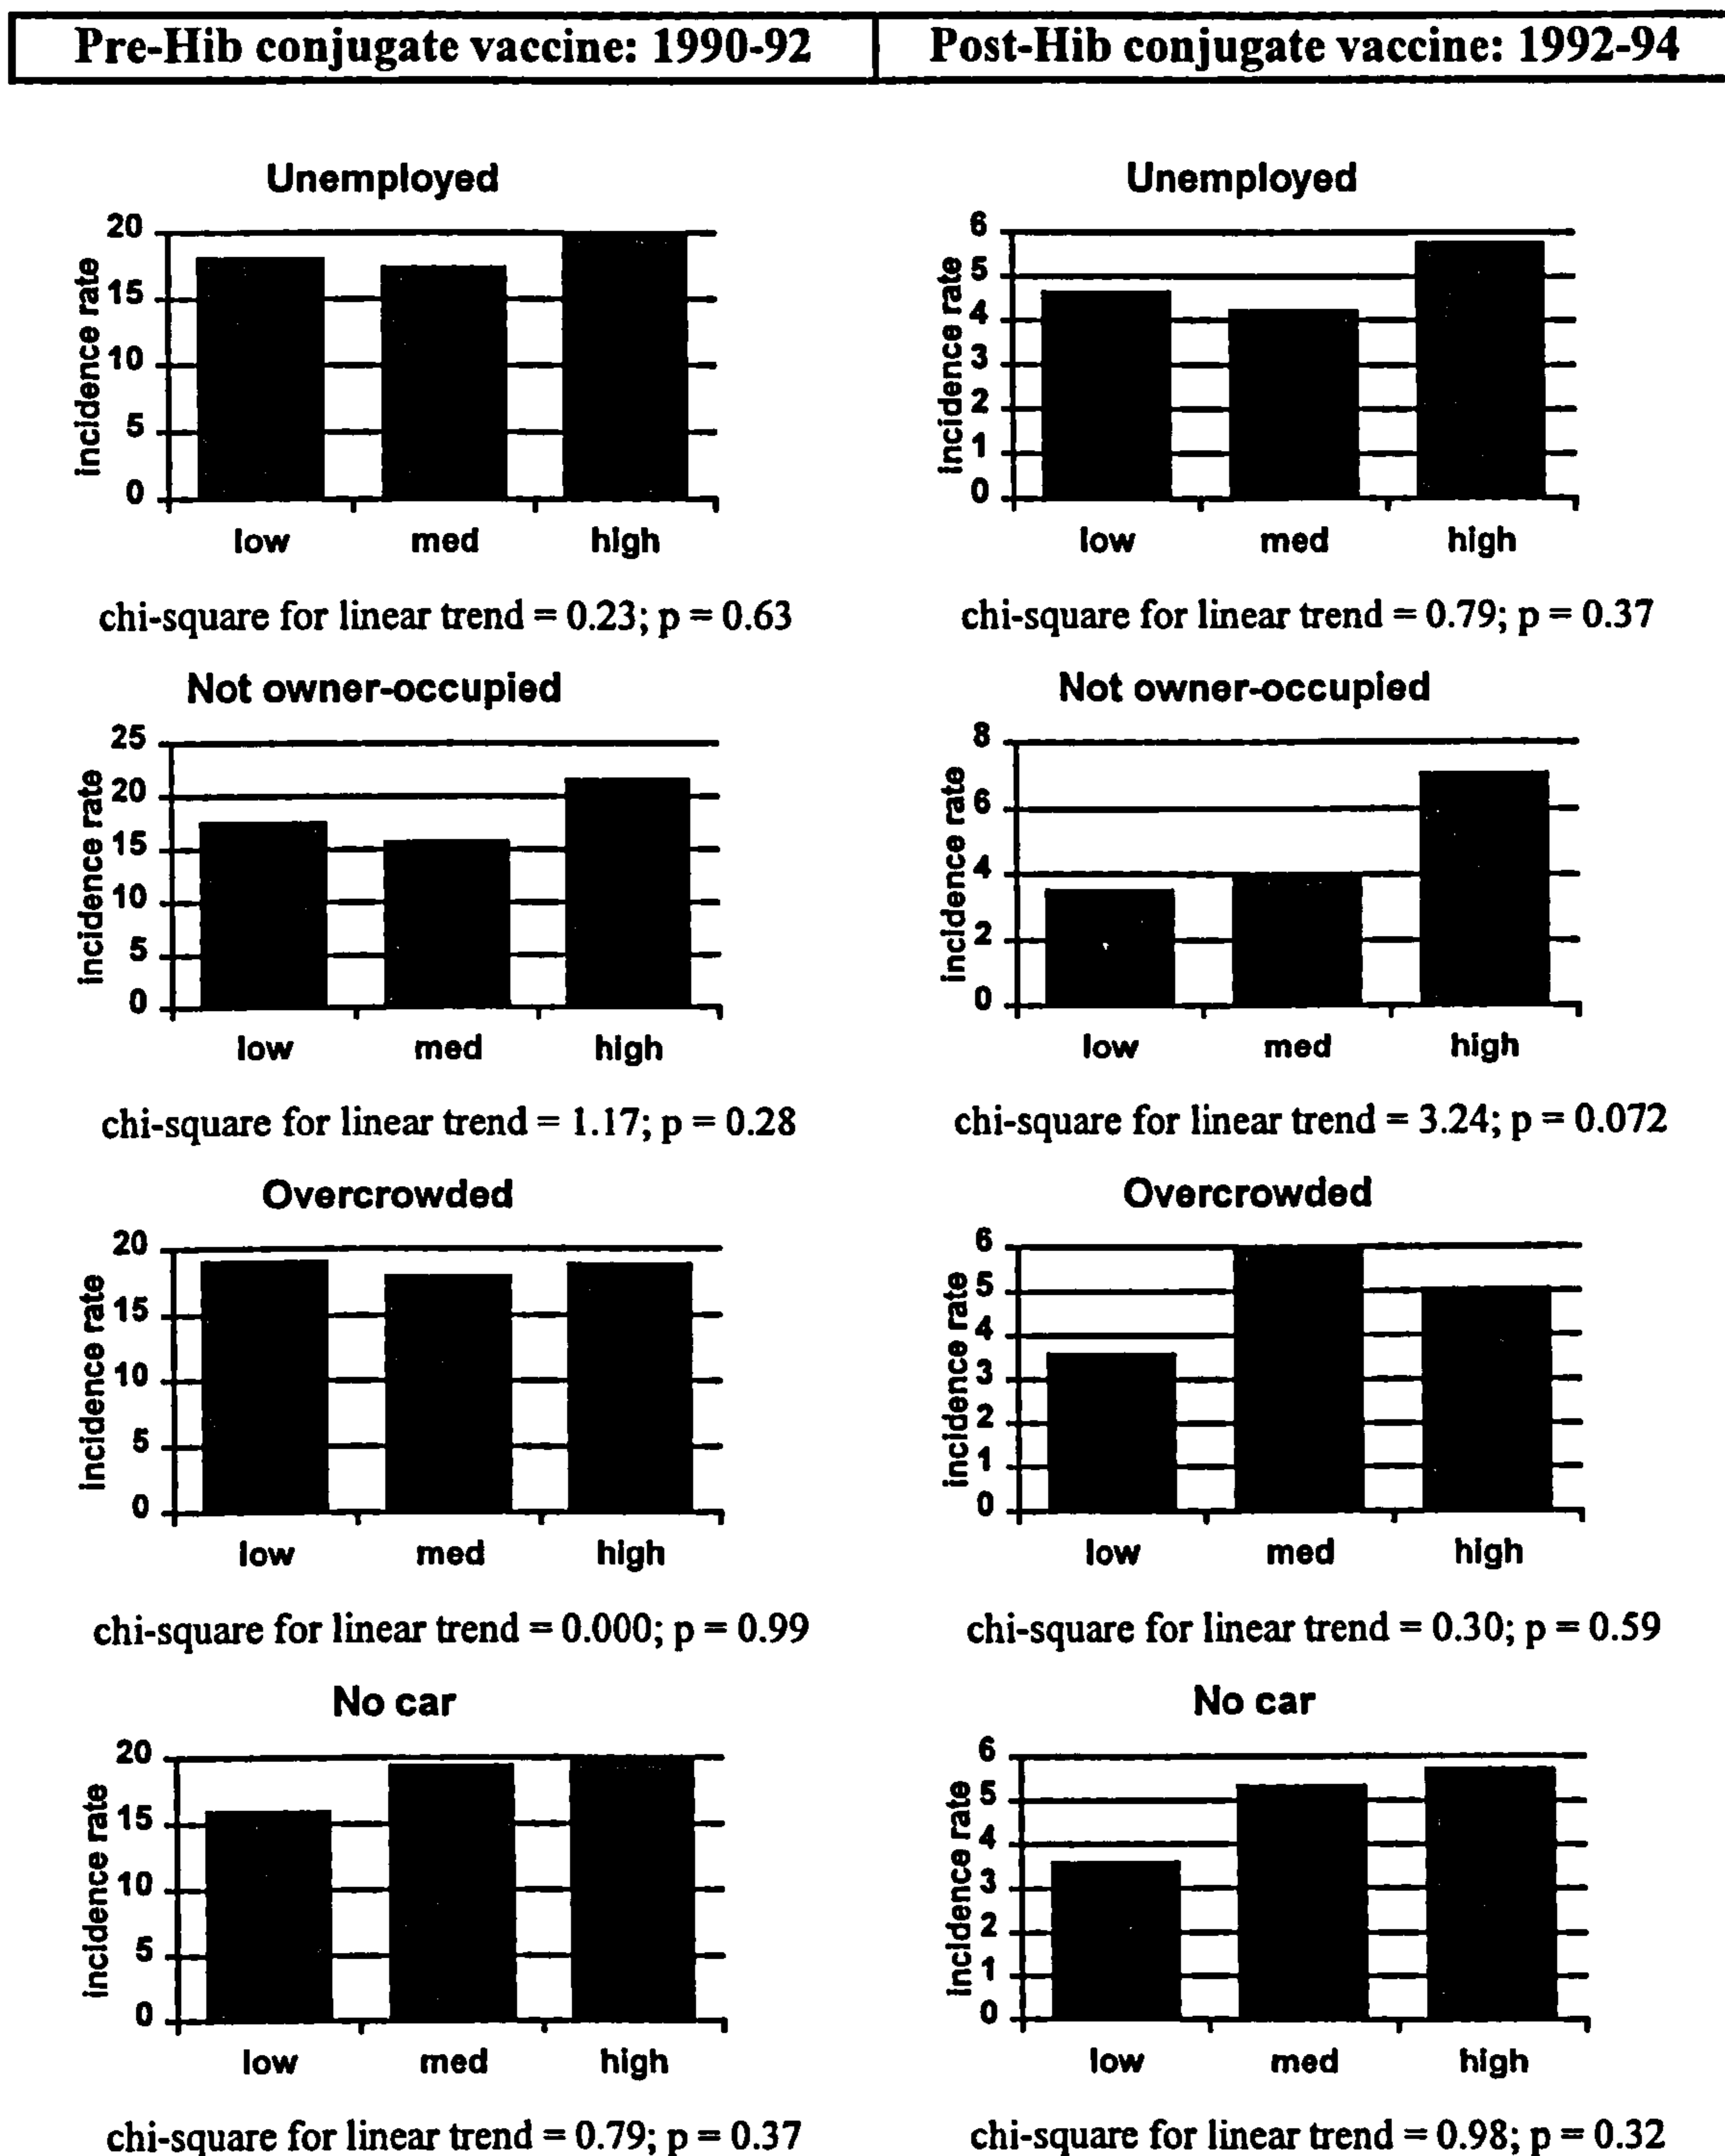 Pre-Hib conjugate vaccine: 1990-92 Post-Hib conjugate vaccine: 1992-94
Unemployed
20
15
10
5
0
incidence rate
low med high
chi-square for linear trend = 0.23; p = 0.63
Unemployed
6
5
4
3
2
1
0
incidence rate
low med high
chi-square for linear trend = 0.79; p = 0.37
Not owner-occupied
25
20
15
10
5
0
incidence rate
low med high
chi-square for linear trend = 1.17; p = 0.28
Not owner-occupied
8
6
4
2
0
incidence rate
low med high
chi-square for linear trend = 3.24; p = 0.072
Overcrowded
20
15
10
5
0
incidence rate
low med high
chi-square for linear trend = 0.000; p = 0.99
Overcrowded
6
5
4
3
2
1
0
incidence rate
low med high
chi-square for linear trend = 0.30; p = 0.59
No car
20
15
10
5
0
incidence rate
low med high
chi-square for linear trend = 0.79; p = 0.37
No car
6
5
4
3
2
1
0
incidence rate
low med high
chi-square for linear trend = 0.98; p = 0.32